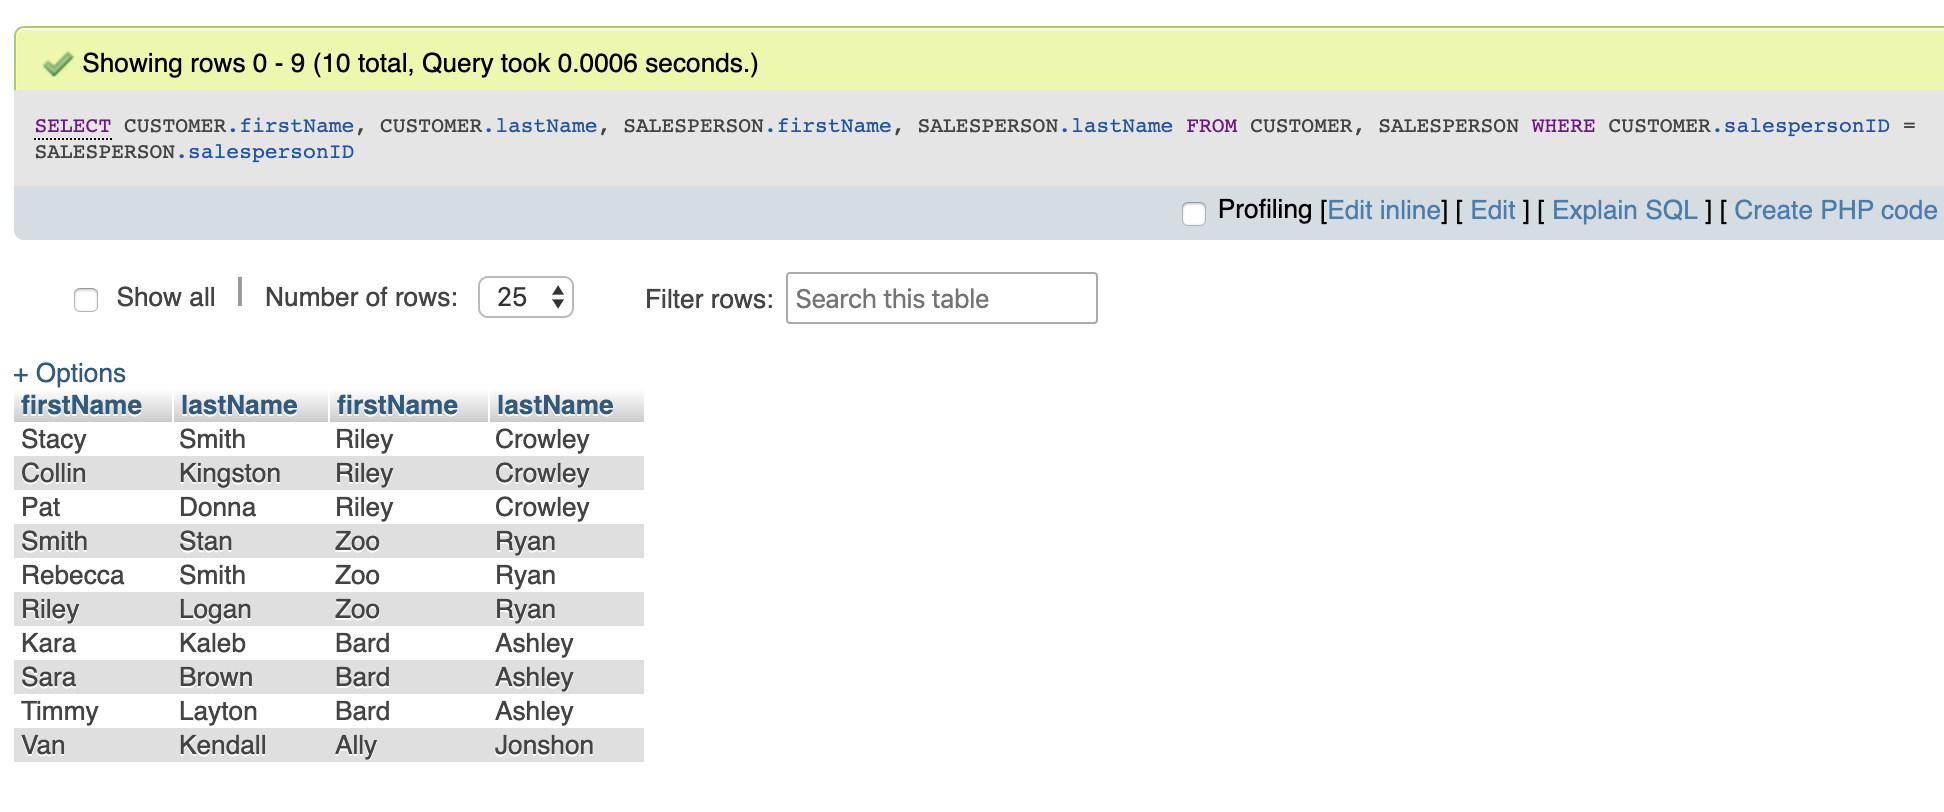 Showing rows 0 - 9 (10 total, Query took 0.0006 seconds.)
SELECT CUSTOMER.firstName, CUSTOMER.lastName, SALESPERSON.firstName, SALESPERSON.lastName FROM CUSTOMER, SALESPERSON WHERE CUSTOMER.salespersonID =
SALESPERSON.salespersonID
Profiling [Edit inline] [ Edit ] [ Explain SQL ] [ Create PHP code
Show all | Number of rows: 25 Filter rows: Search this table
+ Options
firstName lastName firstName lastName
Stacy Smith Riley Crowley
Collin Kingston Riley Crowley
Pat Donna Riley Crowley
Smith Stan Zoo Ryan
Rebecca Smith Zoo Ryan
Riley Logan Zoo Ryan
Kara Kaleb Bard Ashley
Sara Brown Bard Ashley
Timmy Layton Bard Ashley
Van Kendall Ally Jonshon